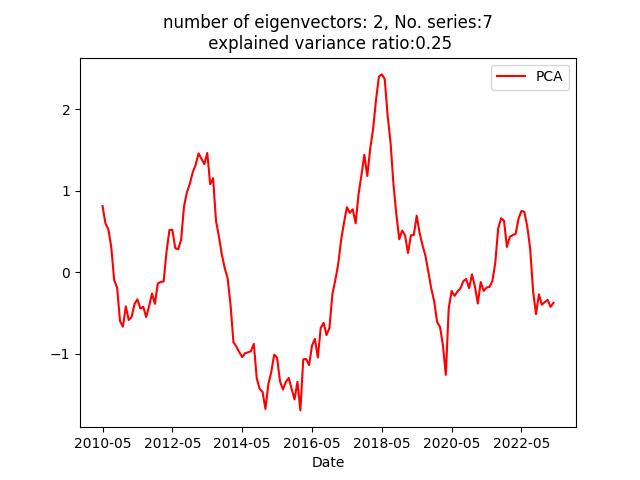 number of eigenvectors: 2, No. series:7
explained variance ratio:0.25
PCA
2
1
0
−1
2010-05 2012-05 2014-05 2016-05 2018-05 2020-05 2022-05
Date